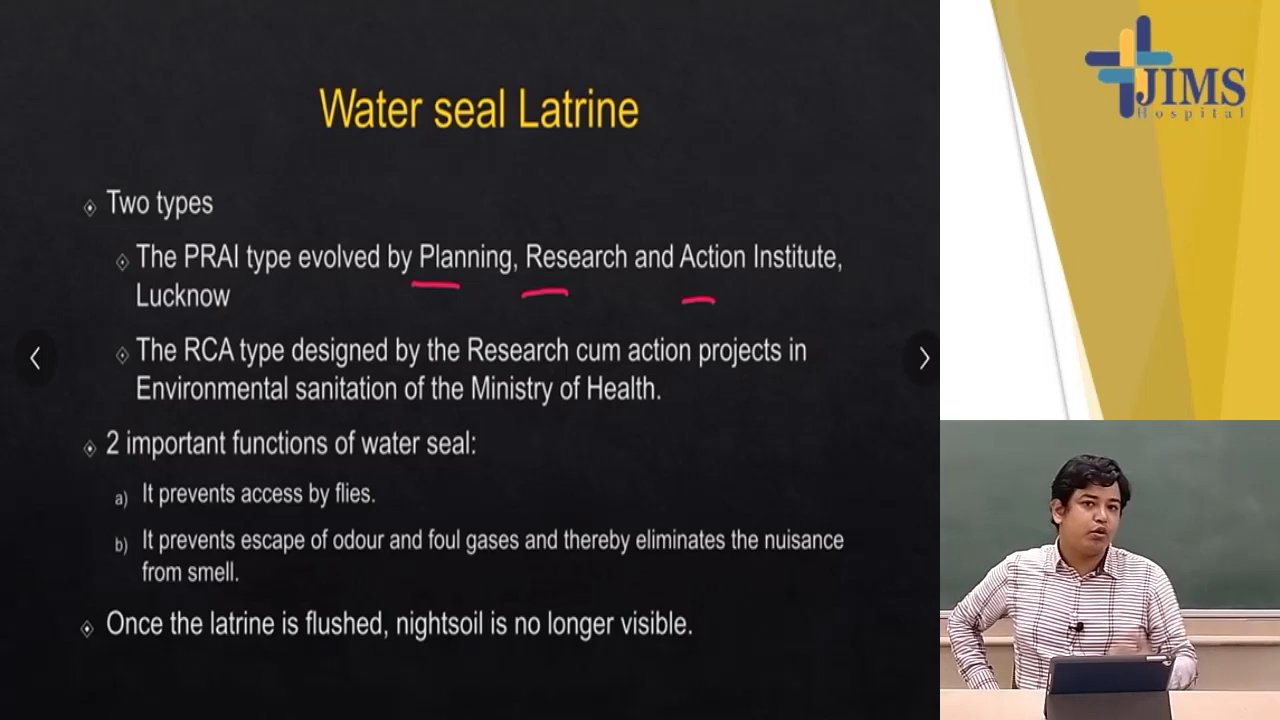 Water seal Latrine
Two types
The PRAI type evolved by Planning, Research and Action Institute,
Lucknow
The RCA type designed by the Research cum action projects in
Environmental sanitation of the Ministry of Health.
2 important functions of water seal:
a) It prevents access by flies.
b) It prevents escape of odour and foul gases and thereby eliminates the nuisance
from smell.
Once the latrine is flushed, nightsoil is no longer visible.
JIMS
Hospital